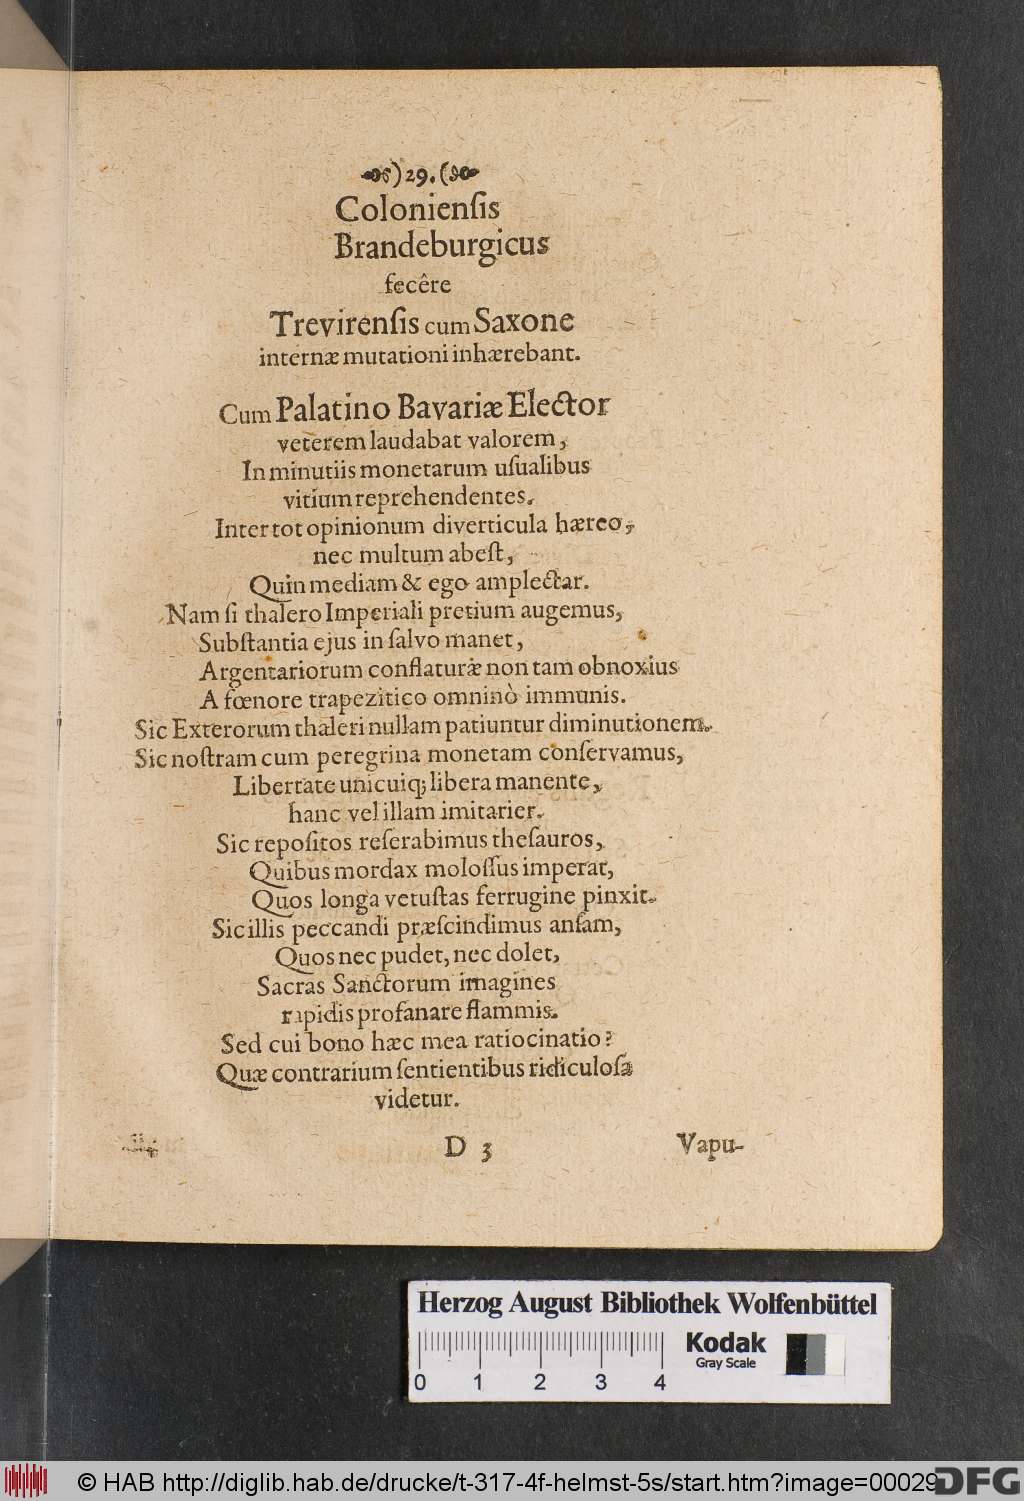 )29.(
Colonienſis
Brandeburgicus
fecêre
Trevirenſis cum Saxone
internæ mutationi inhærebant.
Cum Palatino Bavariæ Elector
veterem laudabat valorem,
In minutiis monetarum uſualibus
vitium reprehendentes.
Inter tot opinionum diverticula hæreo,
nec multum abeſt,
Quin mediam & ego amplectar.
Nam ſi thalero Imperiali pretium augemus,
Subſtantia ejus in ſalvo manet,
Argentariorum conflaturæ non tam obnoxius
A fœnore trapezitico omninò immunis.
Sic Exterorum thaleri nullam patiuntur diminutionem.
Sic noſtram cum peregrina monetam conſervamus,
Libertate unicuiq; libera manente,
hanc vel illam imitarier.
Sic repoſitos reſerabimus theſauros,
Quibus mordax moloſſus imperat,
Quos longa vetuſtas ferrugine pinxit.
Sic illis peccandi præſcindimus anſam,
Quos nec pudet, nec dolet,
Sacras Sanctorum imagines
rapidis profanare flammis.
Sed cui bono hæc mea ratiocinatio?
Quæ contrarium ſentientibus ridiculoſa
videtur.
D 3 Vapu-
Herzog August Bibliothek Wolfenbüttel
Kodak
Gray Scale
0 1 2 3 4
© HAB http://diglib.hab.de/drucke/t-317-4f-helmst-5s/start.htm?image=00029
DFG